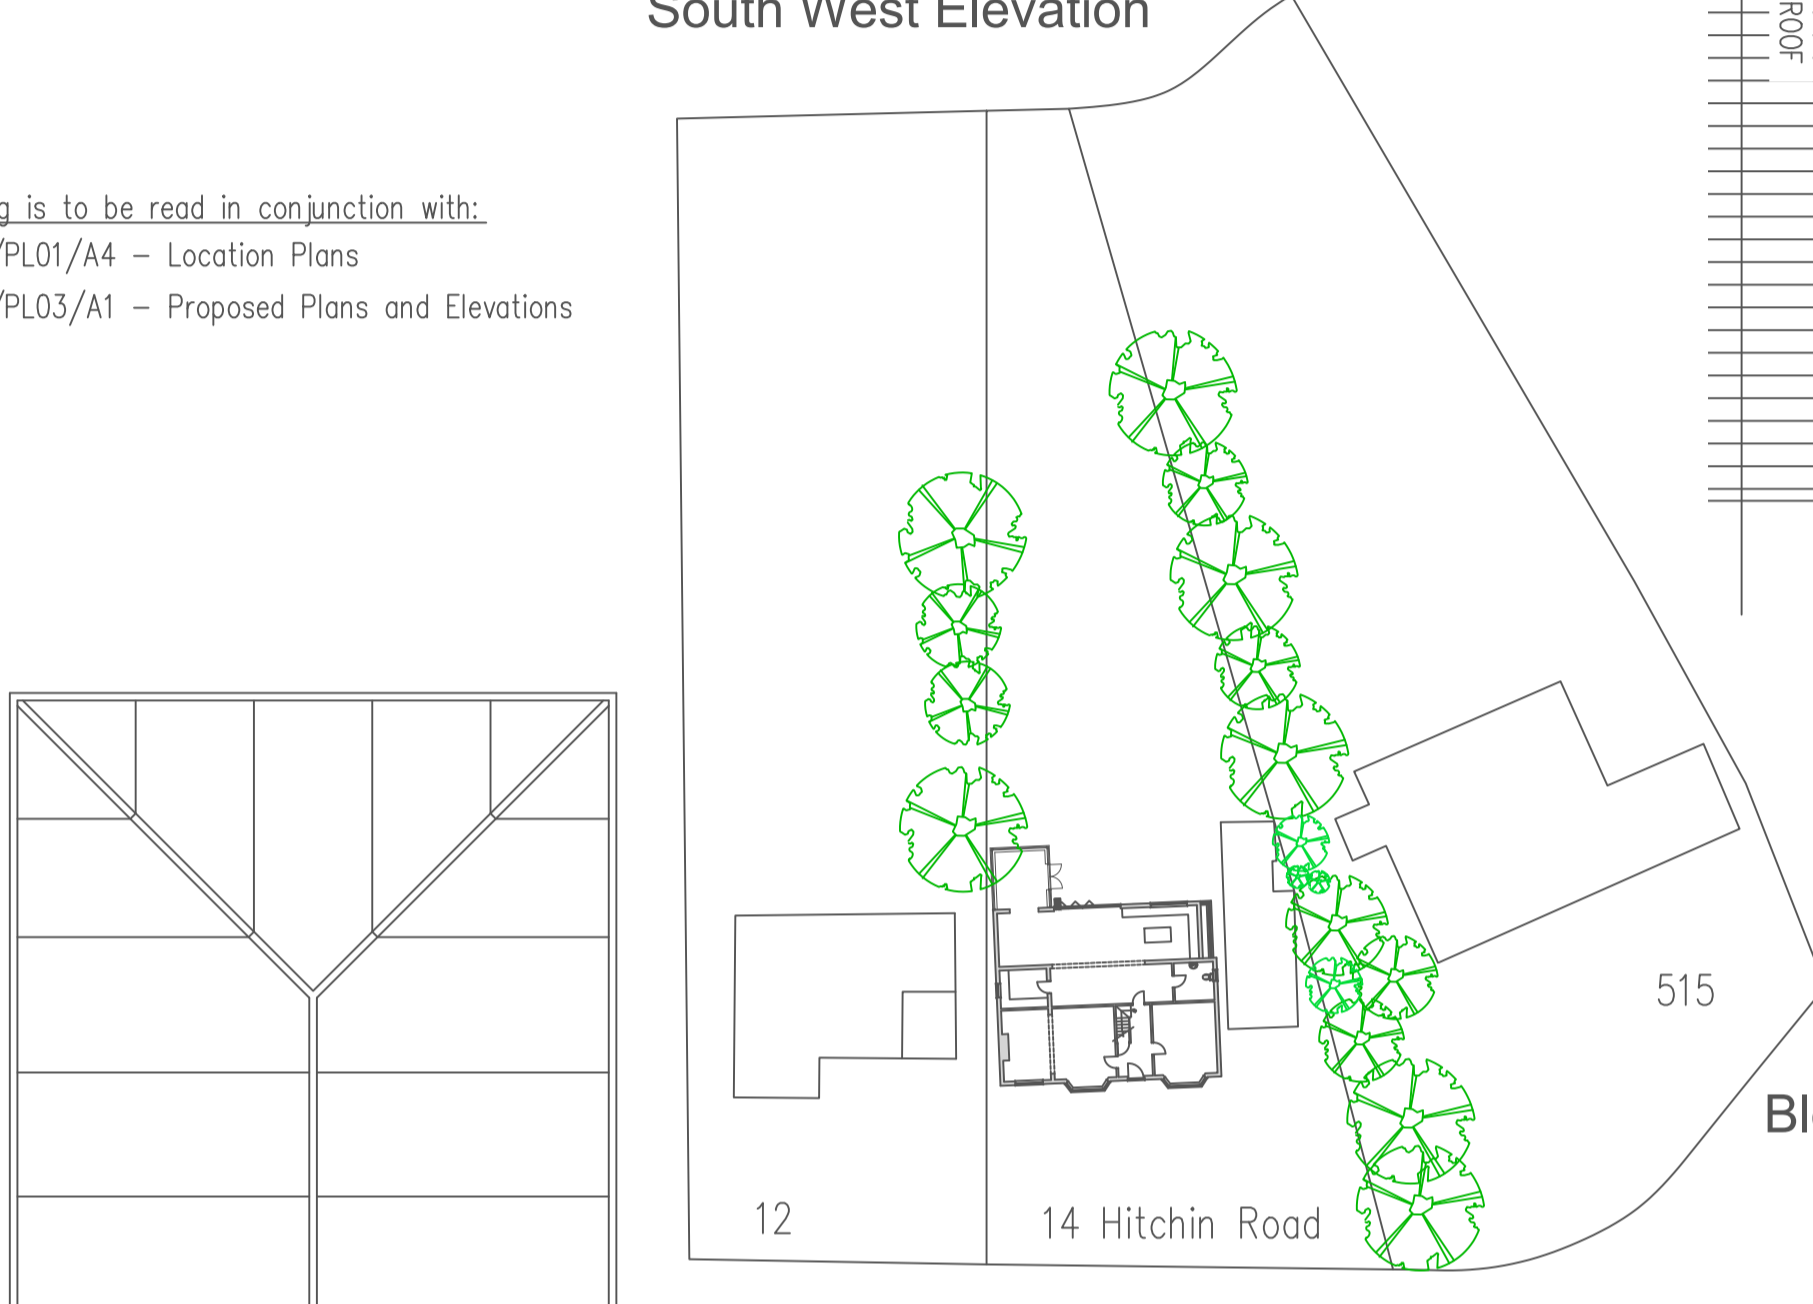 South West Elevation
ROOF
g is to be read in conjunction with:
/PL01/A4 – Location Plans
/PL03/A1 – Proposed Plans and Elevations
515
Bl
12
14 Hitchin Road